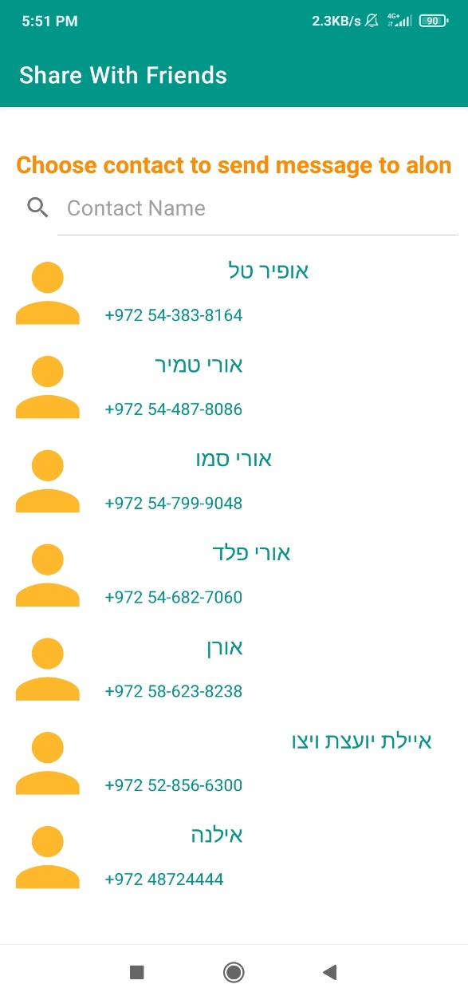 5:51 PM
2.3KB/s 4G+ 90
Share With Friends
Choose contact to send message to alon
Contact Name
אופיר טל
+972 54-383-8164
אורי טמיר
+972 54-487-8086
אורי סמו
+972 54-799-9048
אורי פלד
+972 54-682-7060
אורן
+972 58-623-8238
איילת יועצת ויצו
+972 52-856-6300
אילנה
+972 48724444